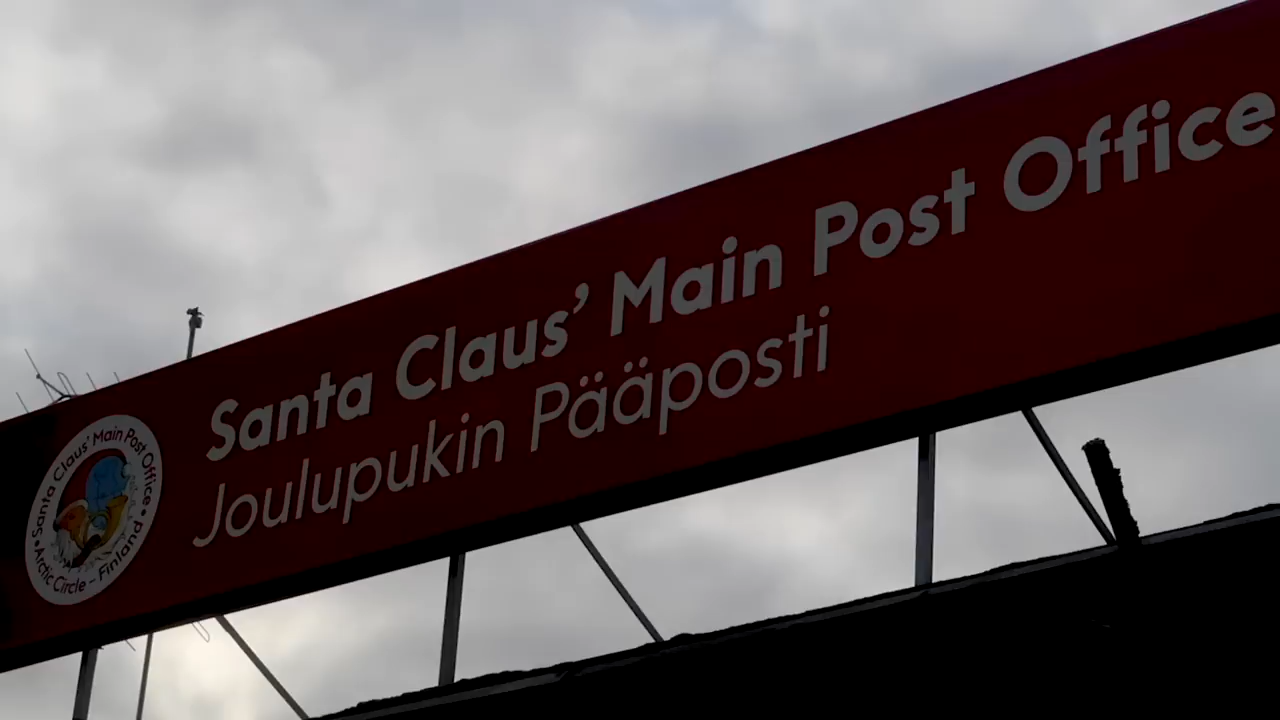 Santa Claus’ Main Post Office
Joulupukin Pääposti
Santa Claus’ Main Post Office
Arctic Circle – Finland